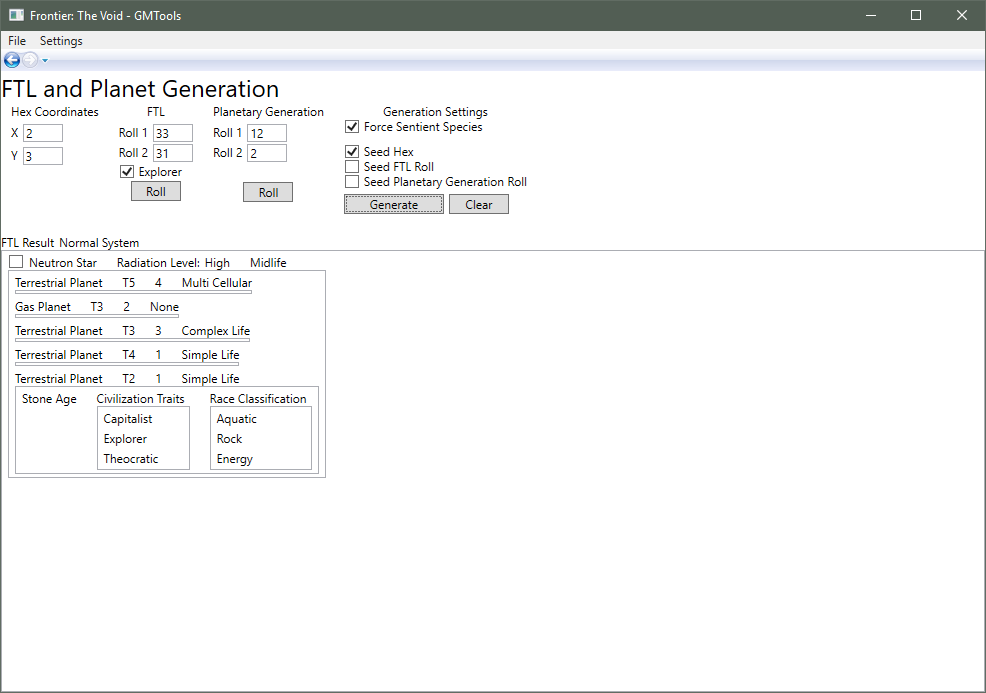 Frontier: The Void - GMTools
File Settings
FTL and Planet Generation
Hex Coordinates FTL Planetary Generation Generation Settings
Force Sentient Species
X 2 Roll 1 33 Roll 1 12
Y 3 Roll 2 31 Roll 2 2
Seed Hex
Explorer Seed FTL Roll
Seed Planetary Generation Roll
Roll Roll
Generate Clear
FTL Result Normal System
Neutron Star Radiation Level: High Midlife
Terrestrial Planet T5 4 Multi Cellular
Gas Planet T3 2 None
Terrestrial Planet T3 3 Complex Life
Terrestrial Planet T4 1 Simple Life
Terrestrial Planet T2 1 Simple Life
Stone Age Civilization Traits Race Classification
Capitalist Aquatic
Explorer Rock
Theocratic Energy